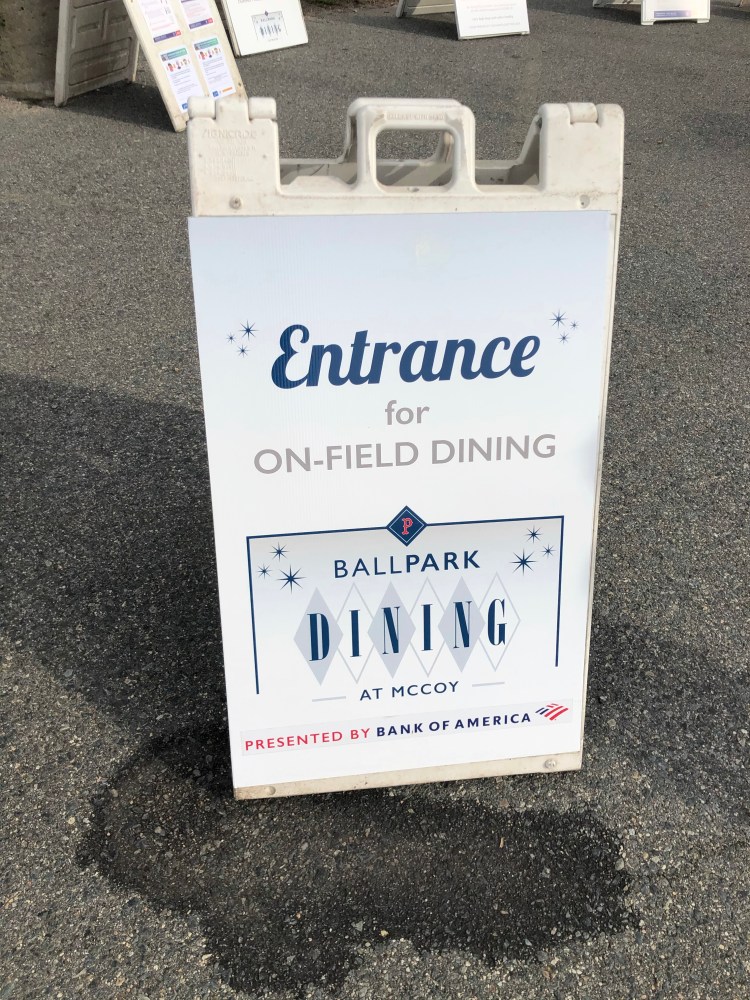 Entrance
for
ON-FIELD DINING
P
BALLPARK
DINING
AT MCCOY
PRESENTED BY BANK OF AMERICA